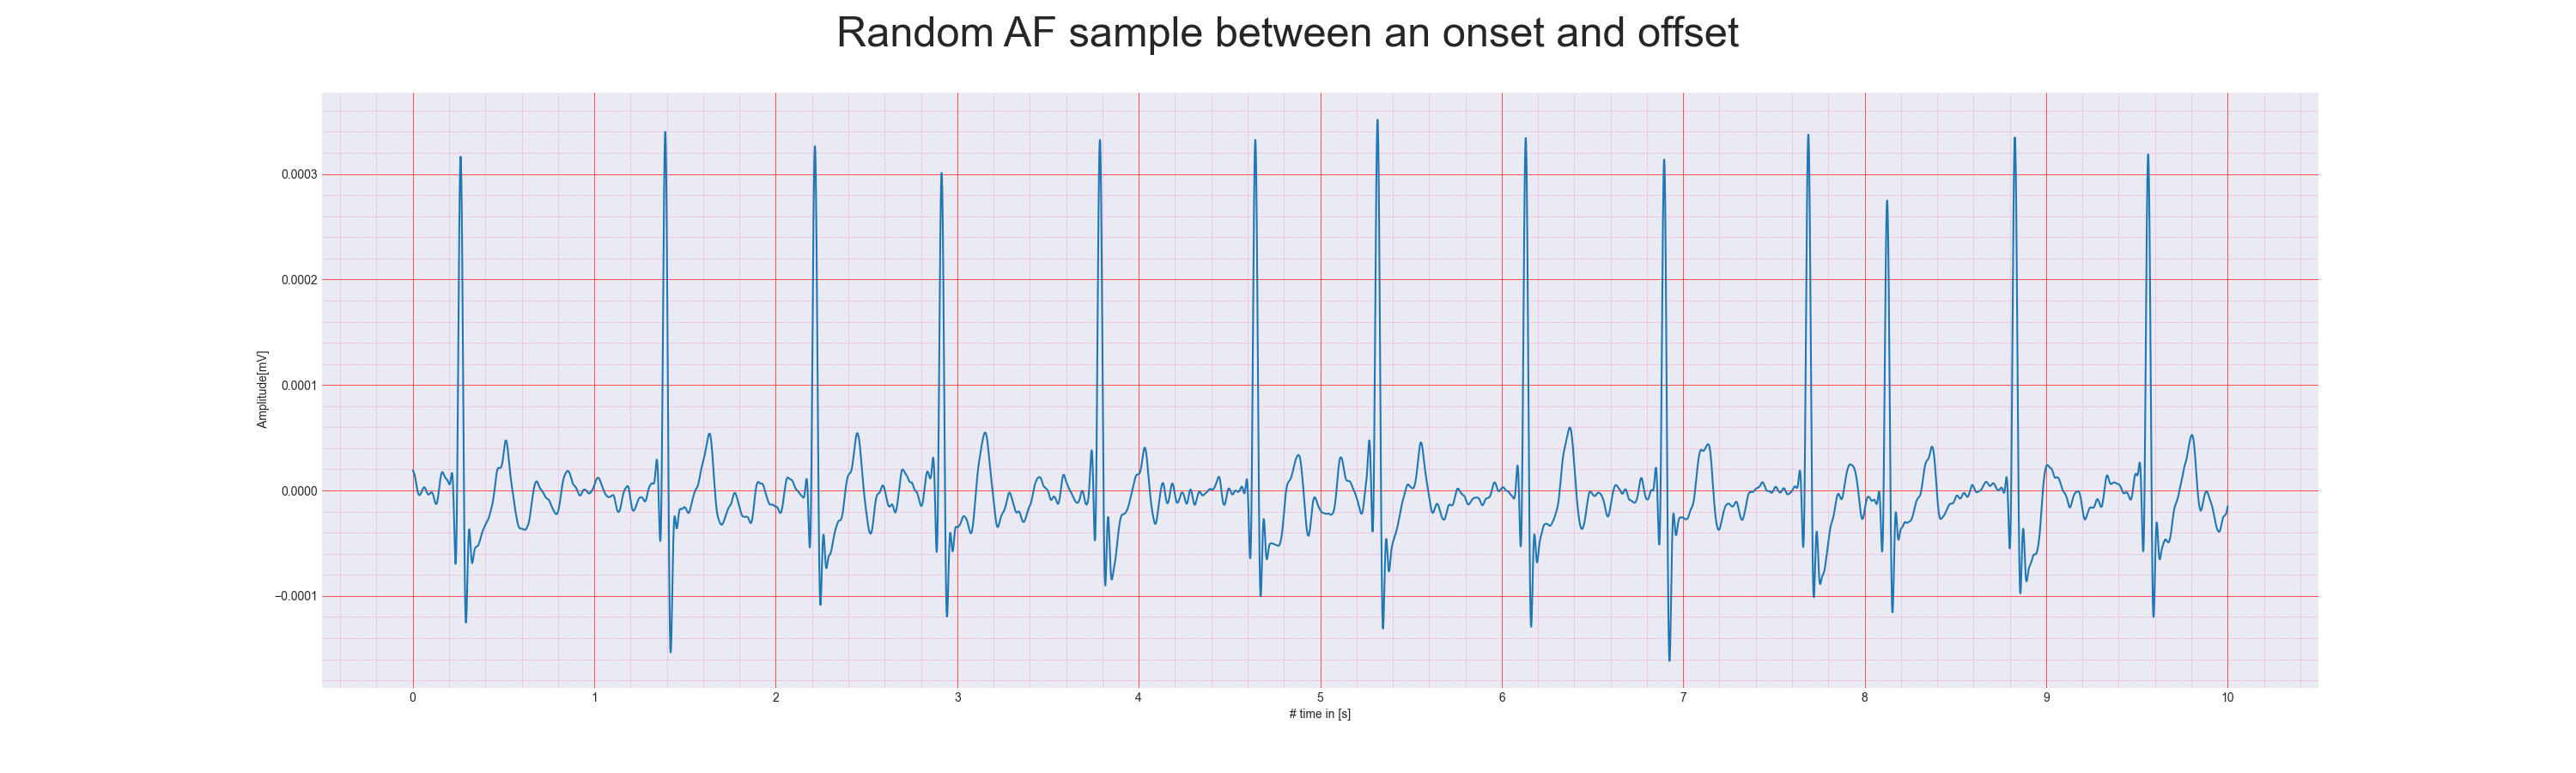 Random AF sample between an onset and offset
0.0003
0.0002
0.0001
0.0000
−0.0001
Amplitude[mV]
0 1 2 3 4 5 6 7 8 9 10
# time in [s]